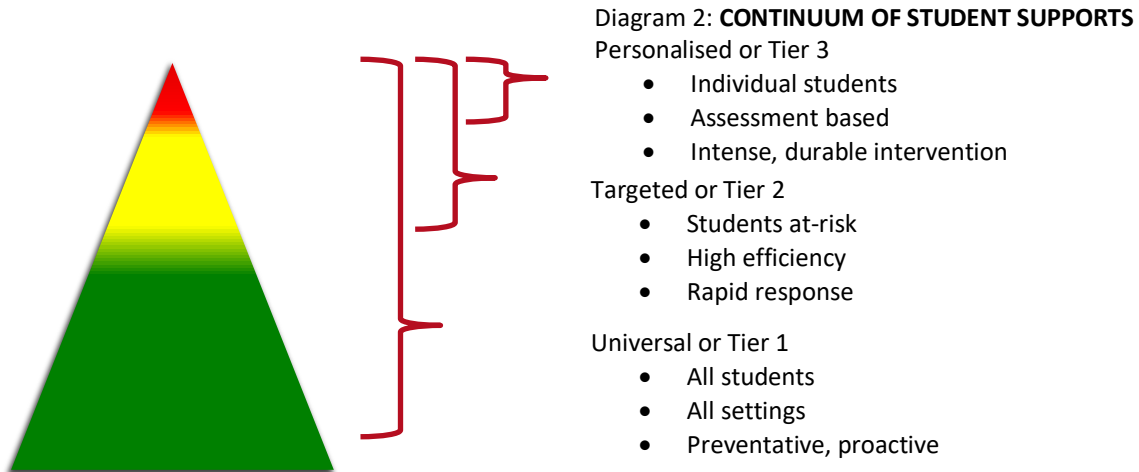 Diagram 2: CONTINUUM OF STUDENT SUPPORTS
Personalised or Tier 3
• Individual students
• Assessment based
• Intense, durable intervention
Targeted or Tier 2
• Students at-risk
• High efficiency
• Rapid response
Universal or Tier 1
• All students
• All settings
• Preventative, proactive